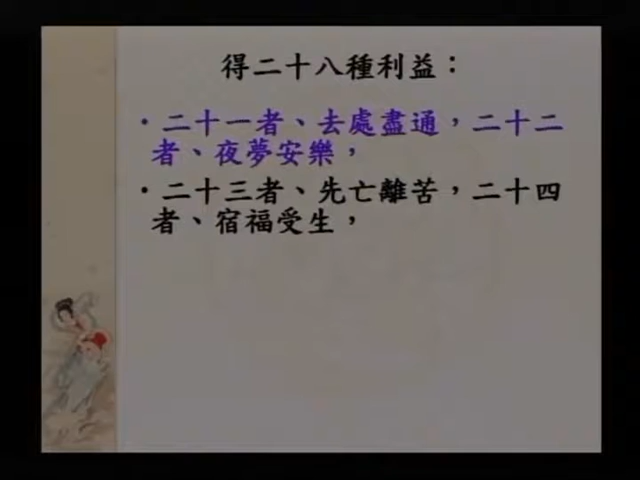 得二十八種利益：
・二十一者、去處盡通，二十二
者、夜夢安樂，
・二十三者、先亡離苦，二十四
者、宿福受生，